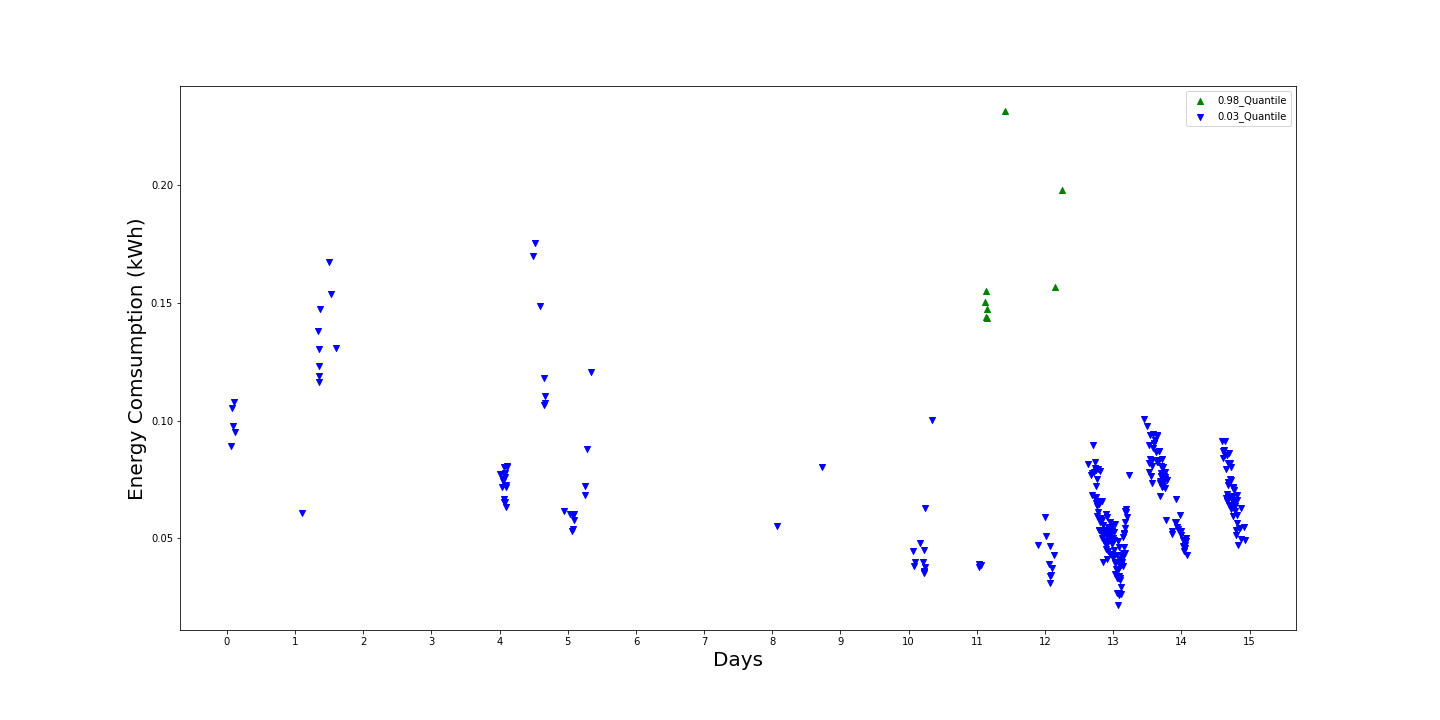 0.98_Quantile
0.03_Quantile
0.20
0.15
0.10
0.05
Energy Comsumption (kWh)
0 1 2 3 4 5 6 7 8 9 10 11 12 13 14 15
Days